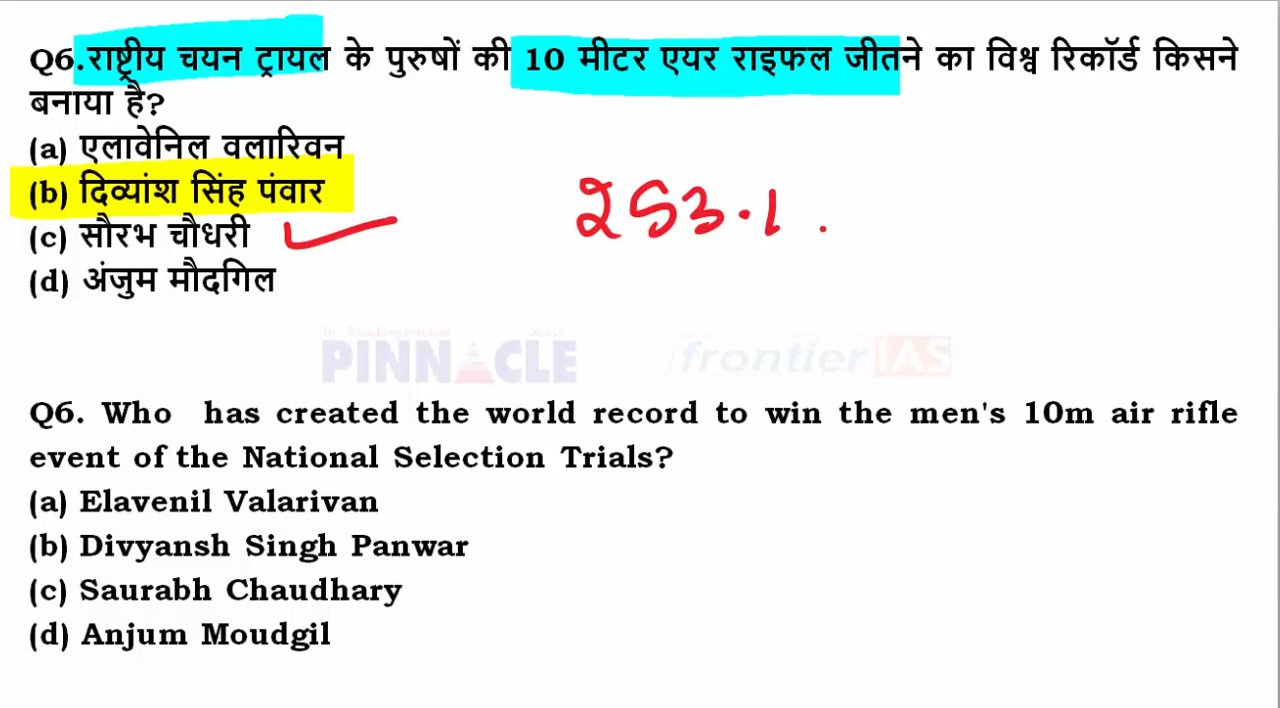 Q6.राष्ट्रीय चयन ट्रायल के पुरुषों की 10 मीटर एयर राइफल जीतने का विश्व रिकॉर्ड किसने
बनाया है?
(a) एलावेनिल वलारिवन
(b) दिव्यांश सिंह पंवार
253.1 .
(c) सौरभ चौधरी
(d) अंजुम मौदगिल
PINNACLE frontier IAS
Q6. Who has created the world record to win the men's 10m air rifle
event of the National Selection Trials?
(a) Elavenil Valarivan
(b) Divyansh Singh Panwar
(c) Saurabh Chaudhary
(d) Anjum Moudgil